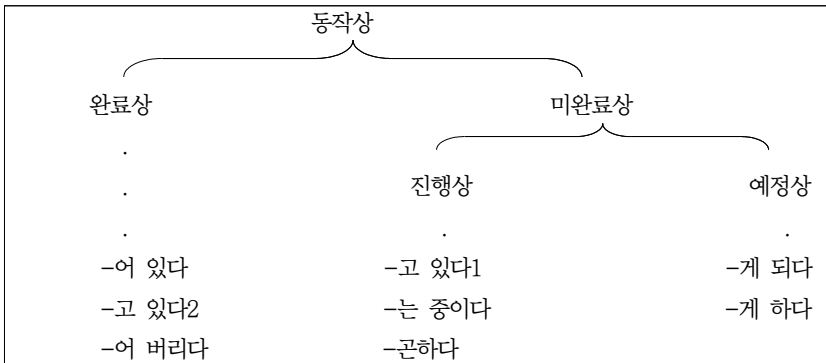 동작상
완료상 미완료상
.
. 진행상 예정상
. . .
-어 있다 -고 있다1 -게 되다
-고 있다2 -는 중이다 -게 하다
-어 버리다 -곤하다